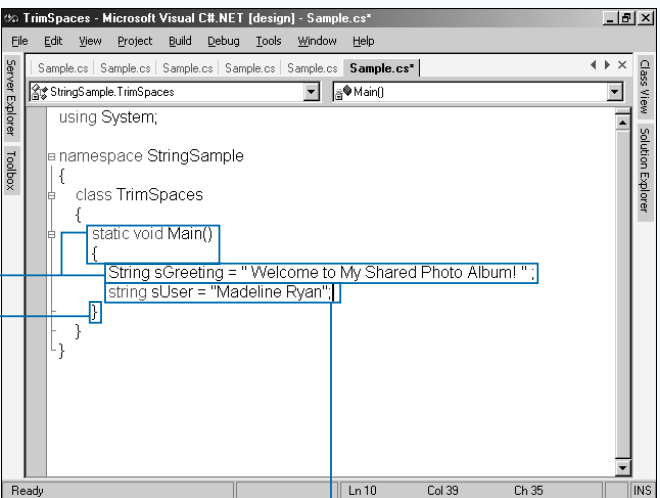 TrimSpaces - Microsoft Visual C#.NET [design] - Sample.cs*
File Edit View Project Build Debug Tools Window Help
Sample.cs Sample.cs Sample.cs Sample.cs Sample.cs Sample.cs*
StringSample.TrimSpaces Main()
Server Explorer
Toolbox
Class View
Solution Explorer
using System;
namespace StringSample
{
class TrimSpaces
{
static void Main()
{
String sGreeting = " Welcome to My Shared Photo Album! " ;
string sUser = "Madeline Ryan";
}
}
}
Ready Ln 10 Col 39 Ch 35 INS